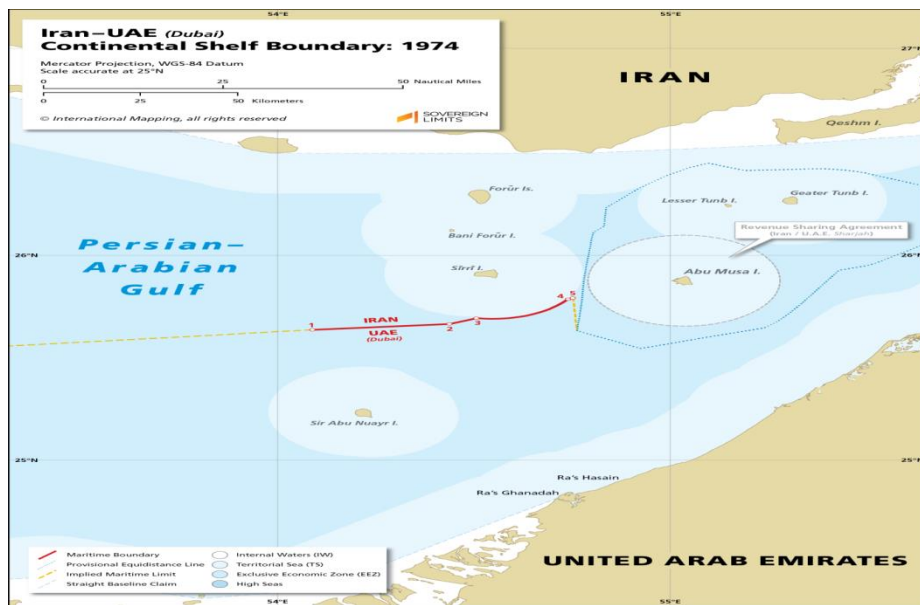 54°E
55°E
Iran–UAE (Dubai)
Continental Shelf Boundary: 1974
Mercator Projection, WGS-84 Datum
Scale accurate at 25°N
0 25 50 Nautical Miles
0 25 50 Kilometers
© International Mapping, all rights reserved
SOVEREIGN
LIMITS
27°N
27°N
IRAN
Qeshm I.
Forūr Is.
Lesser Tunb I.
Geater Tunb I.
Bani Forūr I.
Revenue Sharing Agreement
(Iran / U.A.E. Sharjah)
Persian–
Arabian
Gulf
26°N
26°N
Sīrrī I.
Abu Musa I.
1
IRAN
UAE
(Dubai)
2
3
4
5
Sir Abu Nuayr I.
25°N
25°N
Ra's Hasain
Ra's Ghanadah
UNITED ARAB EMIRATES
Maritime Boundary
Provisional Equidistance Line
Implied Maritime Limit
Straight Baseline Claim
Internal Waters (IW)
Territorial Sea (TS)
Exclusive Economic Zone (EEZ)
High Seas
54°E
55°E